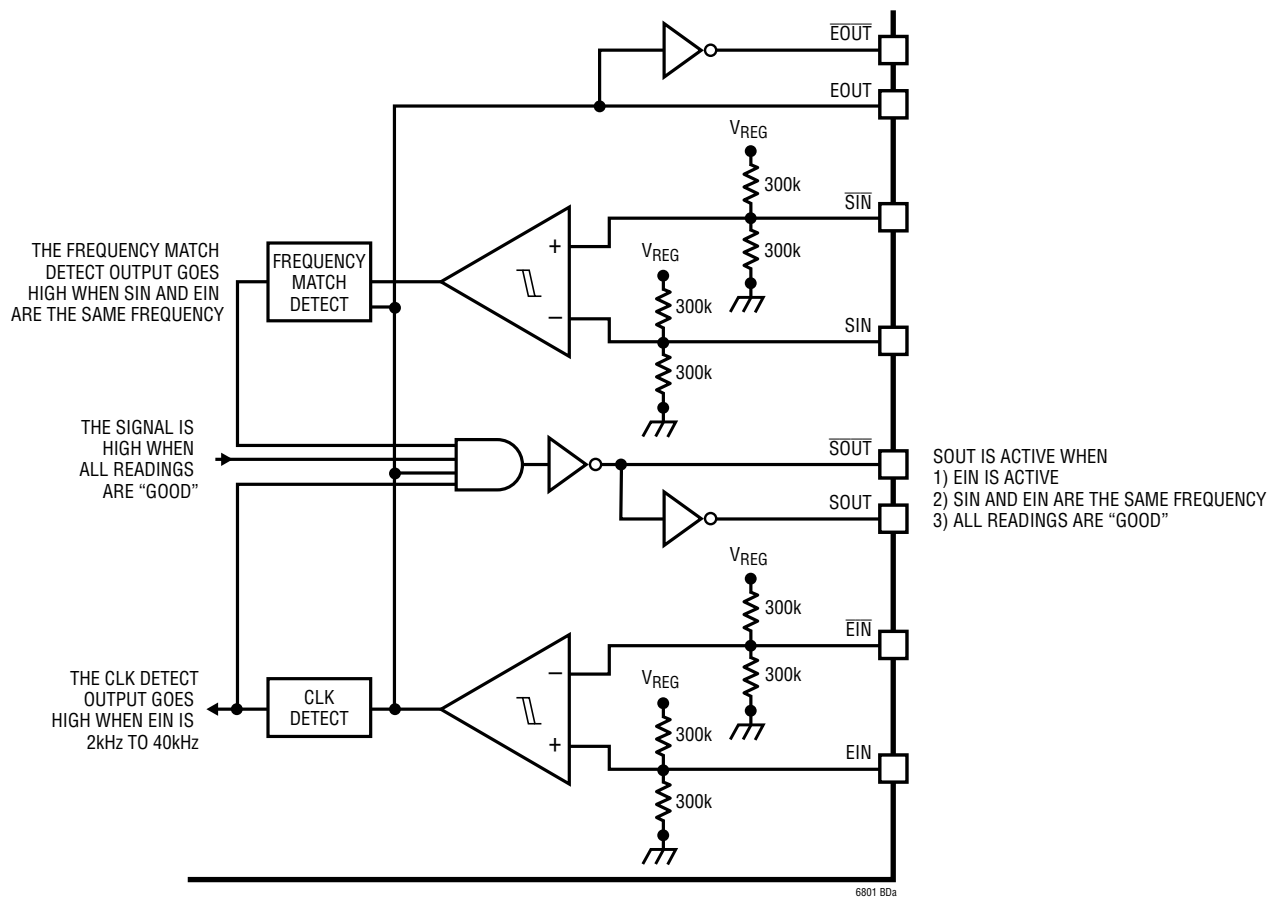 EOUT
EOUT
VREG
300k
SIN
300k
THE FREQUENCY MATCH
DETECT OUTPUT GOES
HIGH WHEN SIN AND EIN
ARE THE SAME FREQUENCY
FREQUENCY
MATCH
DETECT
+
−
VREG
300k
SIN
300k
THE SIGNAL IS
HIGH WHEN
ALL READINGS
ARE “GOOD”
SOUT
SOUT
SOUT IS ACTIVE WHEN
1) EIN IS ACTIVE
2) SIN AND EIN ARE THE SAME FREQUENCY
3) ALL READINGS ARE “GOOD”
VREG
300k
EIN
300k
THE CLK DETECT
OUTPUT GOES
HIGH WHEN EIN IS
2kHz TO 40kHz
CLK
DETECT
−
+
VREG
300k
EIN
300k
6801 BDa